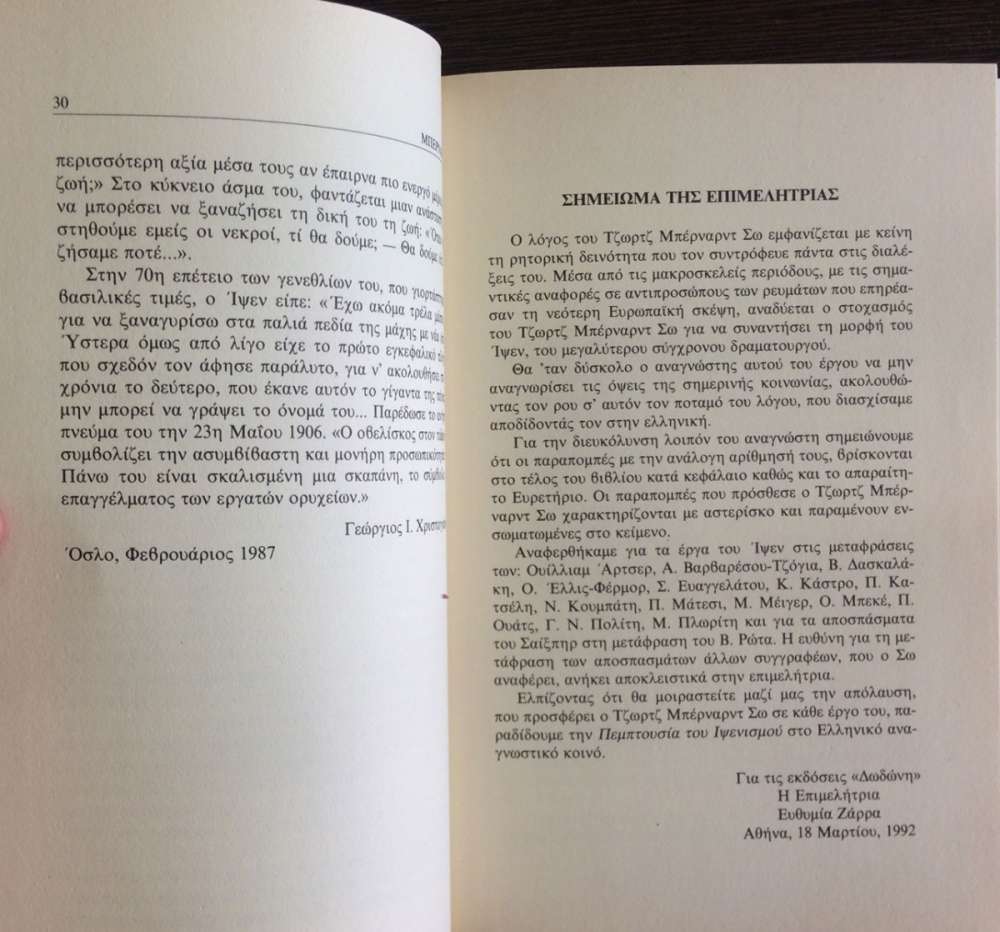 30
περισσότερη αξία μέσα τους αν έπαιρνα πιο ενεργό
ζωή;» Στο κύκνειο άσμα του, φαντάζεται μιαν
να μπορέσει να ξαναζήσει τη δική του τη ζωή:
στηθούμε εμείς οι νεκροί, τί θα δούμε; — Θα δούμε
ζήσαμε ποτέ...».
Στην 70η επέτειο των γενεθλίων του, που
βασιλικές τιμές, ο Ίψεν είπε: «Έχω ακόμα τρέλα
για να ξαναγυρίσω στα παλιά πεδία της μάχης με νέα
Ύστερα όμως από λίγο είχε το πρώτο εγκεφαλικό
που σχεδόν τον άφησε παράλυτο, για ν' ακολουθήσει
χρόνια το δεύτερο, που έκανε αυτόν το γίγαντα της
μην μπορεί να γράψει το όνομά του... Παρέδωσε το
πνεύμα του την 23η Μαΐου 1906. «Ο οβελίσκος στον
συμβολίζει την ασυμβίβαστη και μονήρη
Πάνω του είναι σκαλισμένη μια σκαπάνη, το
επαγγέλματος των εργατών ορυχείων.»
Γεώργιος Ι.
Όσλο, Φεβρουάριος 1987
ΣΗΜΕΙΩΜΑ ΤΗΣ ΕΠΙΜΕΛΗΤΡΙΑΣ
Ο λόγος του Τζωρτζ Μπέρναρντ Σω εμφανίζεται με κείνη
τη ρητορική δεινότητα που τον συντρόφευε πάντα στις διαλέ-
ξεις του. Μέσα από τις μακροσκελείς περιόδους, με τις σημα-
ντικές αναφορές σε αντιπροσώπους των ρευμάτων που επηρέα-
σαν τη νεότερη Ευρωπαϊκή σκέψη, αναδύεται ο στοχασμός
του Τζωρτζ Μπέρναρντ Σω για να συναντήσει τη μορφή του
Ίψεν, του μεγαλύτερου σύγχρονου δραματουργού.
Θα 'ταν δύσκολο ο αναγνώστης αυτού του έργου να μην
αναγνωρίσει τις όψεις της σημερινής κοινωνίας, ακολουθώ-
ντας τον ρου σ' αυτόν τον ποταμό του λόγου, που διασχίσαμε
αποδίδοντάς τον στην ελληνική.
Για την διευκόλυνση λοιπόν του αναγνώστη σημειώνουμε
ότι οι παραπομπές με την ανάλογη αρίθμησή τους, βρίσκονται
στο τέλος του βιβλίου κατά κεφάλαιο καθώς και το απαραίτη-
το Ευρετήριο. Οι παραπομπές που πρόσθεσε ο Τζωρτζ Μπέρ-
ναρντ Σω χαρακτηρίζονται με αστερίσκο και παραμένουν εν-
σωματωμένες στο κείμενο.
Αναφερθήκαμε για τα έργα του Ίψεν στις μεταφράσεις
των: Ουίλλιαμ Άρτσερ, Α. Βαρβαρέσου-Τζόγια, Β. Δασκαλά-
κη, Ο. Έλλις-Φέρμορ, Σ. Ευαγγελάτου, Κ. Κάστρο, Π. Κα-
τσέλη, Ν. Κουμπάτη, Π. Μάτεσι, Μ. Μέιγερ, Ο. Μπεκέ, Π.
Ουάτς, Γ. Ν. Πολίτη, Μ. Πλωρίτη και για τα αποσπάσματα
του Σαίξπηρ στη μετάφραση του Β. Ρώτα. Η ευθύνη για τη με-
τάφραση των αποσπασμάτων άλλων συγγραφέων, που ο Σω
αναφέρει, ανήκει αποκλειστικά στην επιμελήτρια.
Ελπίζοντας ότι θα μοιραστείτε μαζί μας την απόλαυση,
που προσφέρει ο Τζωρτζ Μπέρναρντ Σω σε κάθε έργο του, πα-
ραδίδουμε την Πεμπτουσία του Ιψενισμού στο Ελληνικό ανα-
γνωστικό κοινό.
Για τις εκδόσεις «Δωδώνη»
Η Επιμελήτρια
Ευθυμία Ζάρρα
Αθήνα, 18 Μαρτίου, 1992